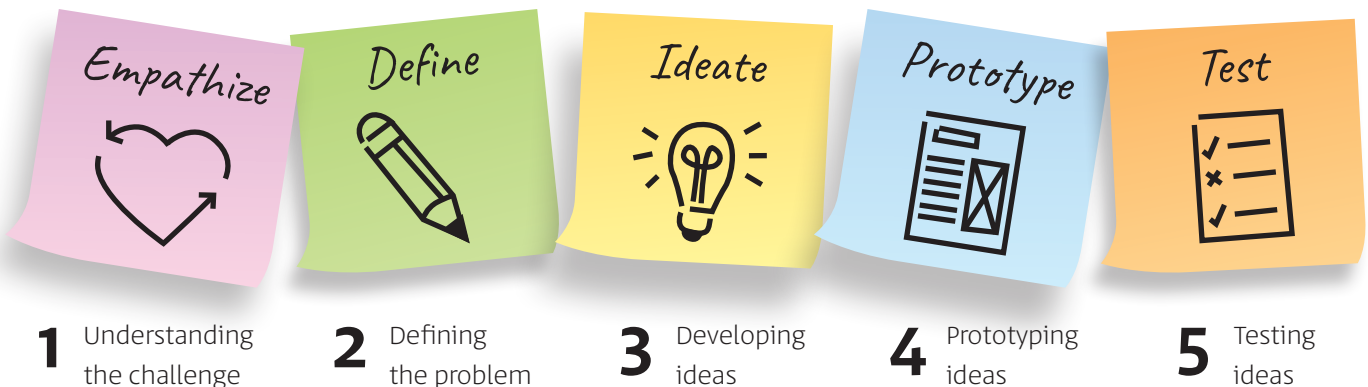 Empathize
Define
Ideate
Prototype
Test
1 Understanding
the challenge
2 Defining
the problem
3 Developing
ideas
4 Prototyping
ideas
5 Testing
ideas